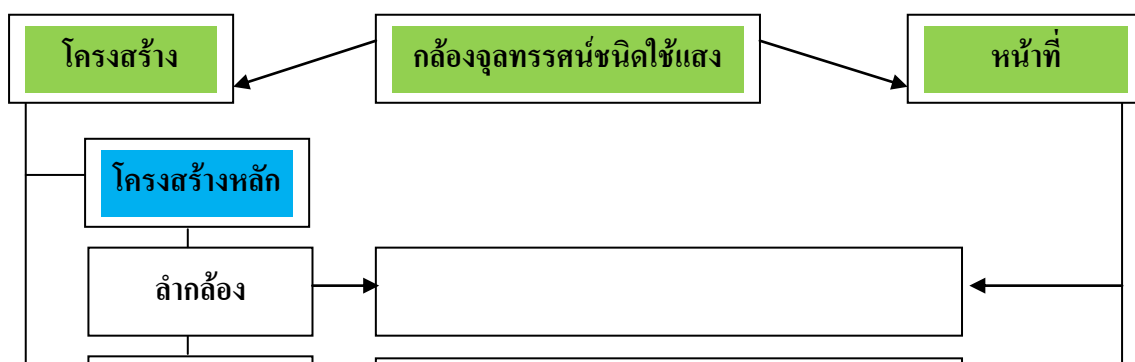 โครงสร้าง
กล้องจุลทรรศน์ชนิดใช้แสง
หน้าที่
โครงสร้างหลัก
ลำกล้อง